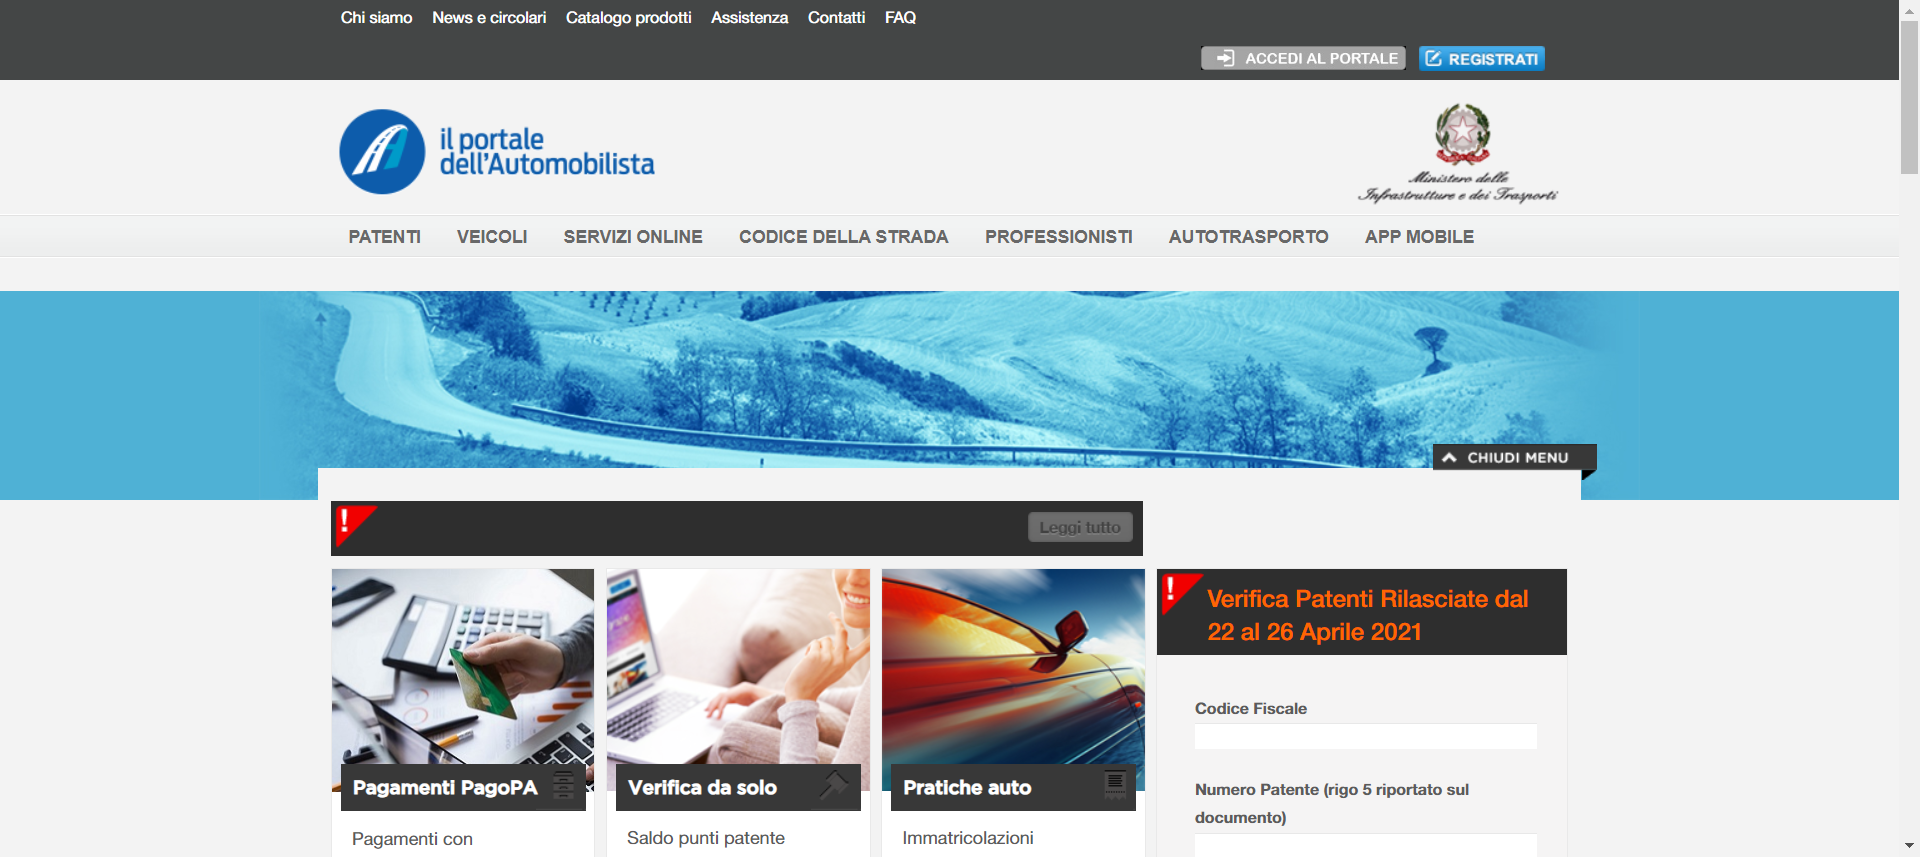 Chi siamo News e circolari Catalogo prodotti Assistenza Contatti FAQ
ACCEDI AL PORTALE REGISTRATI
il portale
dell'Automobilista
Ministero delle
Infrastrutture e dei Trasporti
PATENTI VEICOLI SERVIZI ONLINE CODICE DELLA STRADA PROFESSIONISTI AUTOTRASPORTO APP MOBILE
CHIUDI MENU
! Leggi tutto
! Verifica Patenti Rilasciate dal
22 al 26 Aprile 2021
Codice Fiscale
Numero Patente (rigo 5 riportato sul
documento)
Pagamenti PagoPA
Pagamenti con
Verifica da solo
Saldo punti patente
Pratiche auto
Immatricolazioni